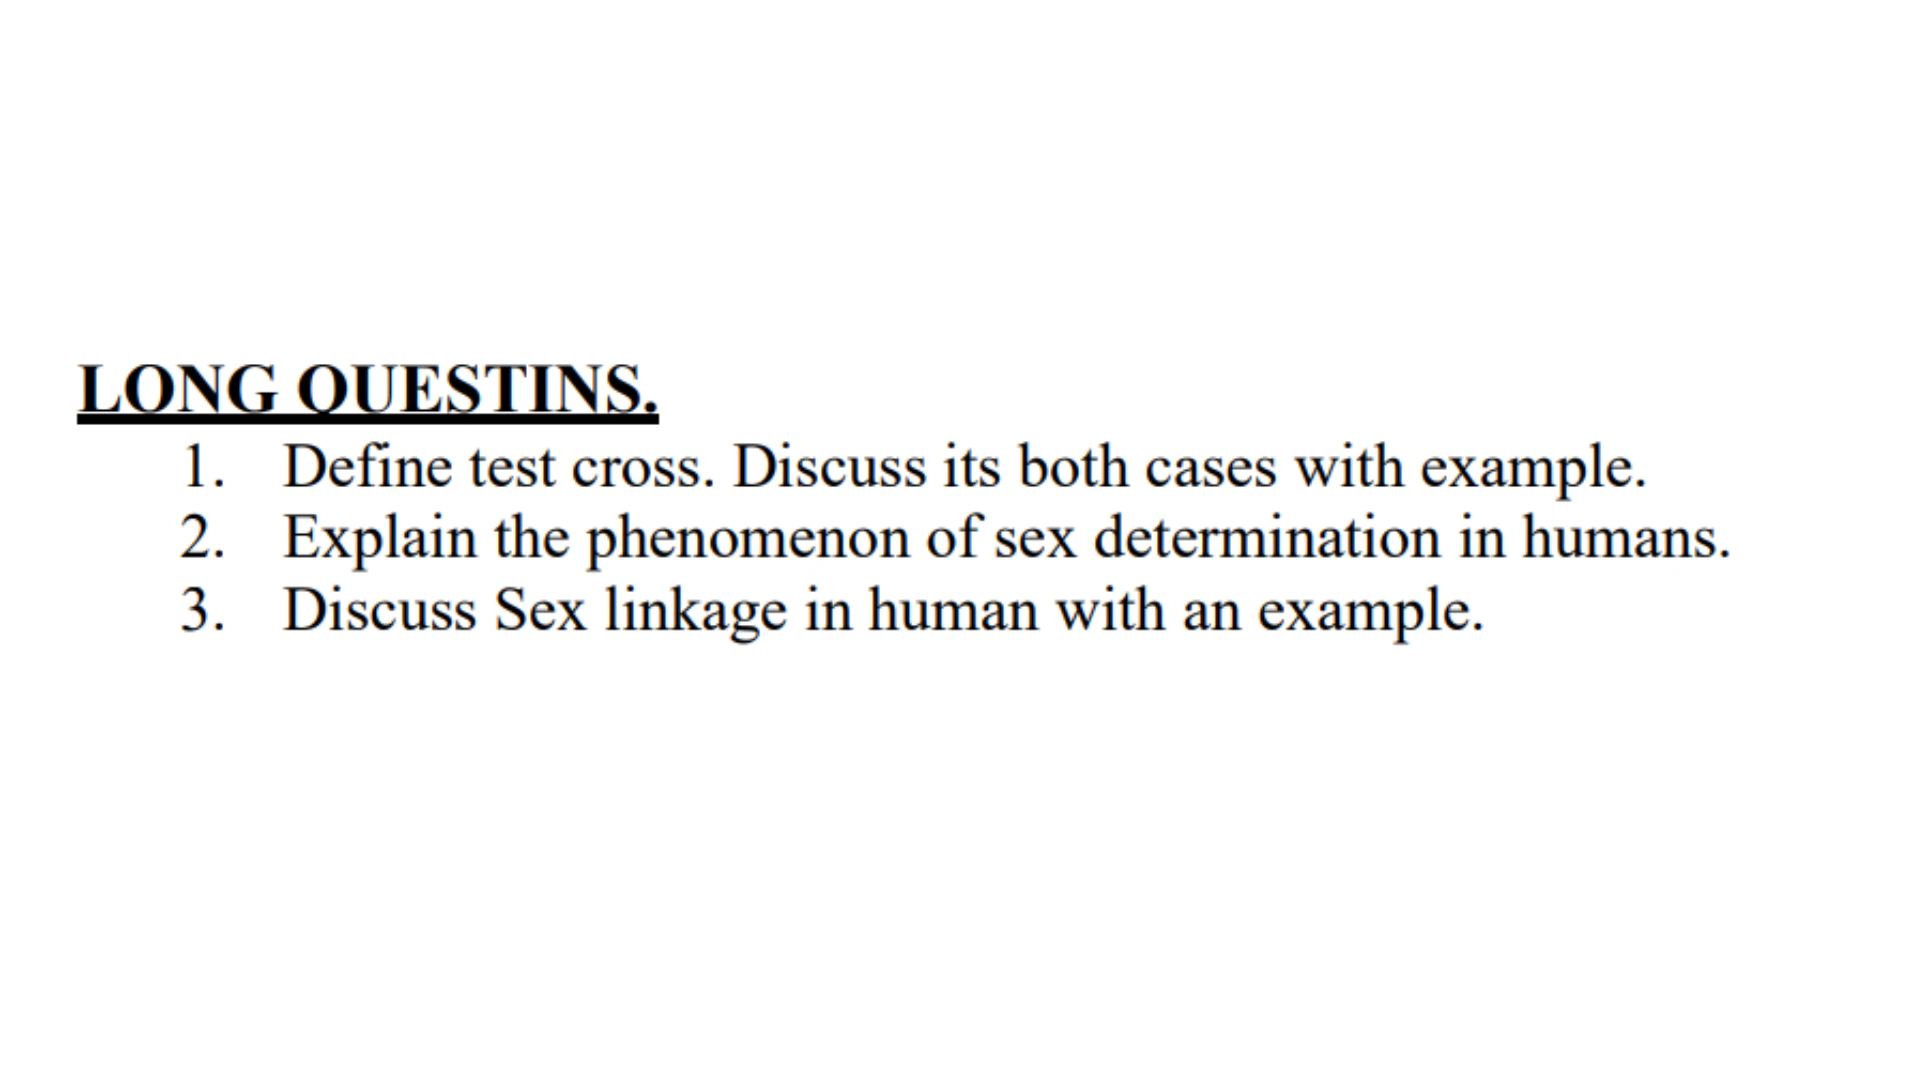 LONG QUESTINS.
1. Define test cross. Discuss its both cases with example.
2. Explain the phenomenon of sex determination in humans.
3. Discuss Sex linkage in human with an example.